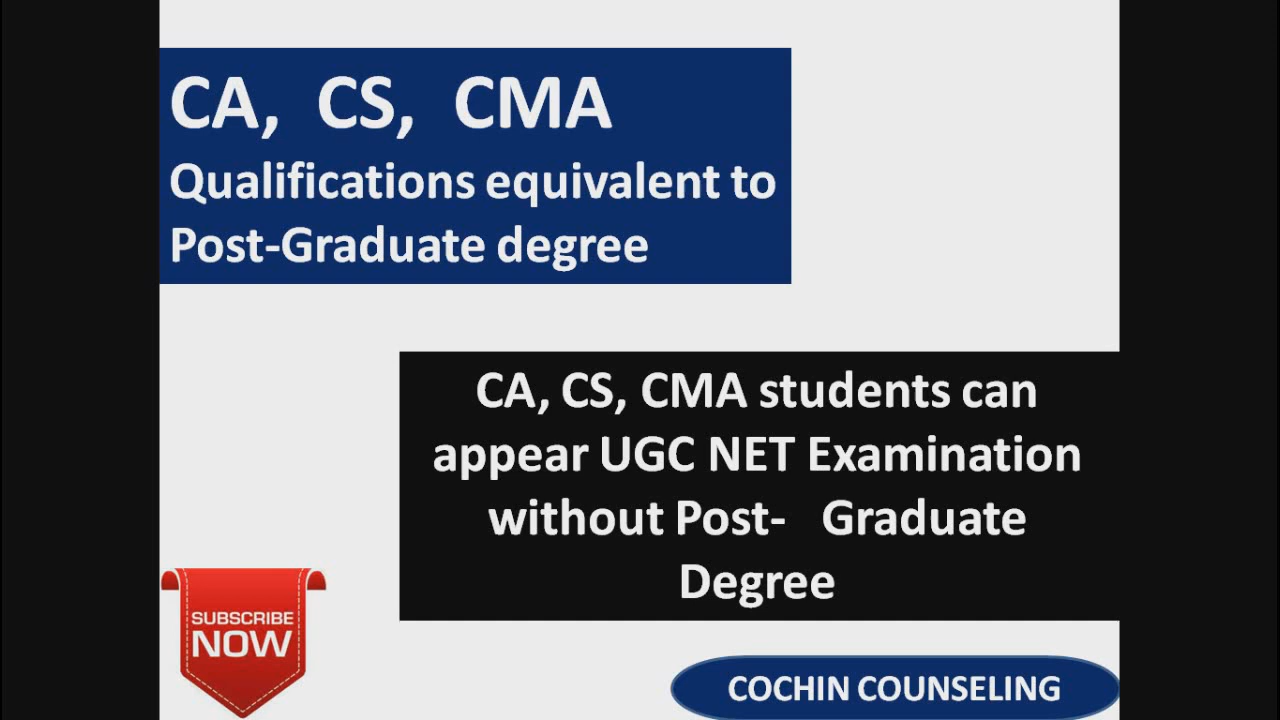 CA, CS, CMA
Qualifications equivalent to
Post-Graduate degree
CA, CS, CMA students can
appear UGC NET Examination
without Post- Graduate
Degree
SUBSCRIBE
NOW
COCHIN COUNSELING